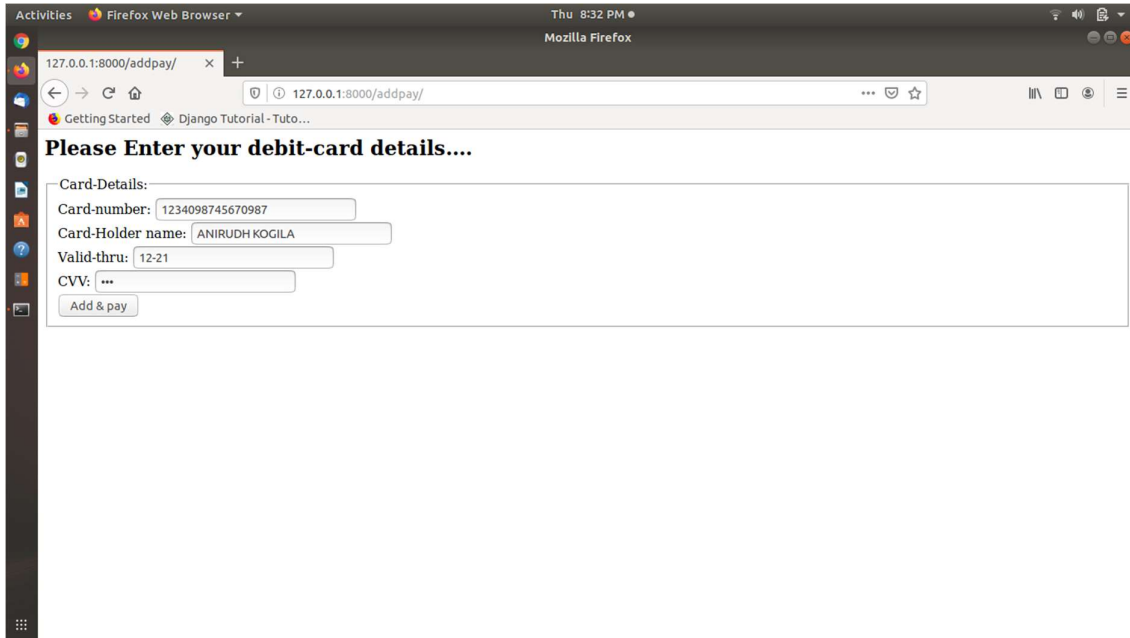 Activities Firefox Web Browser Thu 8:32 PM
Mozilla Firefox
127.0.0.1:8000/addpay/
127.0.0.1:8000/addpay/
Getting Started Django Tutorial - Tuto...
Please Enter your debit-card details....
Card-Details:
Card-number: 1234098745670987
Card-Holder name: ANIRUDH KOGILA
Valid-thru: 12-21
CVV: •••
Add & pay